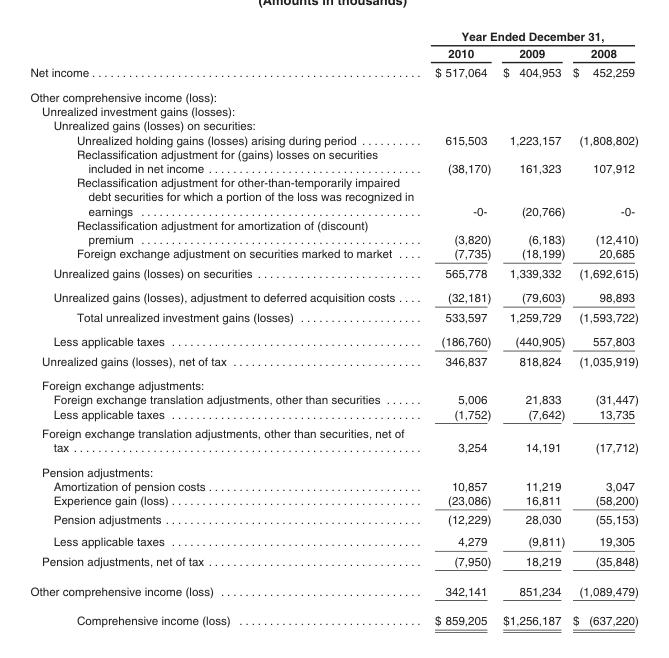 (Amounts in thousands)
Year Ended December 31,
2010 2009 2008
Net income . . . . . . . . . . . . . . . . . . . . . . . . . . . . . . . . . . . . . . . . . . . . . . . . . . . . . . . $ 517,064 $ 404,953 $ 452,259
Other comprehensive income (loss):
Unrealized investment gains (losses):
Unrealized gains (losses) on securities:
Unrealized holding gains (losses) arising during period . . . . . . . . . . 615,503 1,223,157 (1,808,802)
Reclassification adjustment for (gains) losses on securities
included in net income . . . . . . . . . . . . . . . . . . . . . . . . . . . . . . . . . . . (38,170) 161,323 107,912
Reclassification adjustment for other-than-temporarily impaired
debt securities for which a portion of the loss was recognized in
earnings . . . . . . . . . . . . . . . . . . . . . . . . . . . . . . . . . . . . . . . . . . . . . . . -0- (20,766) -0-
Reclassification adjustment for amortization of (discount)
premium . . . . . . . . . . . . . . . . . . . . . . . . . . . . . . . . . . . . . . . . . . . . . . . (3,820) (6,183) (12,410)
Foreign exchange adjustment on securities marked to market . . . . (7,735) (18,199) 20,685
Unrealized gains (losses) on securities . . . . . . . . . . . . . . . . . . . . . . . . . . . 565,778 1,339,332 (1,692,615)
Unrealized gains (losses), adjustment to deferred acquisition costs . . . . (32,181) (79,603) 98,893
Total unrealized investment gains (losses) . . . . . . . . . . . . . . . . . . . . 533,597 1,259,729 (1,593,722)
Less applicable taxes . . . . . . . . . . . . . . . . . . . . . . . . . . . . . . . . . . . . . . . . . . (186,760) (440,905) 557,803
Unrealized gains (losses), net of tax . . . . . . . . . . . . . . . . . . . . . . . . . . . . . . . . 346,837 818,824 (1,035,919)
Foreign exchange adjustments:
Foreign exchange translation adjustments, other than securities . . . . . . 5,006 21,833 (31,447)
Less applicable taxes . . . . . . . . . . . . . . . . . . . . . . . . . . . . . . . . . . . . . . . . . . (1,752) (7,642) 13,735
Foreign exchange translation adjustments, other than securities, net of
tax . . . . . . . . . . . . . . . . . . . . . . . . . . . . . . . . . . . . . . . . . . . . . . . . . . . . . . . . . . 3,254 14,191 (17,712)
Pension adjustments:
Amortization of pension costs . . . . . . . . . . . . . . . . . . . . . . . . . . . . . . . . . . . 10,857 11,219 3,047
Experience gain (loss) . . . . . . . . . . . . . . . . . . . . . . . . . . . . . . . . . . . . . . . . . (23,086) 16,811 (58,200)
Pension adjustments . . . . . . . . . . . . . . . . . . . . . . . . . . . . . . . . . . . . . . . . . . . (12,229) 28,030 (55,153)
Less applicable taxes . . . . . . . . . . . . . . . . . . . . . . . . . . . . . . . . . . . . . . . . . . 4,279 (9,811) 19,305
Pension adjustments, net of tax . . . . . . . . . . . . . . . . . . . . . . . . . . . . . . . . . . . . (7,950) 18,219 (35,848)
Other comprehensive income (loss) . . . . . . . . . . . . . . . . . . . . . . . . . . . . . . . . . . 342,141 851,234 (1,089,479)
Comprehensive income (loss) . . . . . . . . . . . . . . . . . . . . . . . . . . . . . . $ 859,205 $1,256,187 $ (637,220)